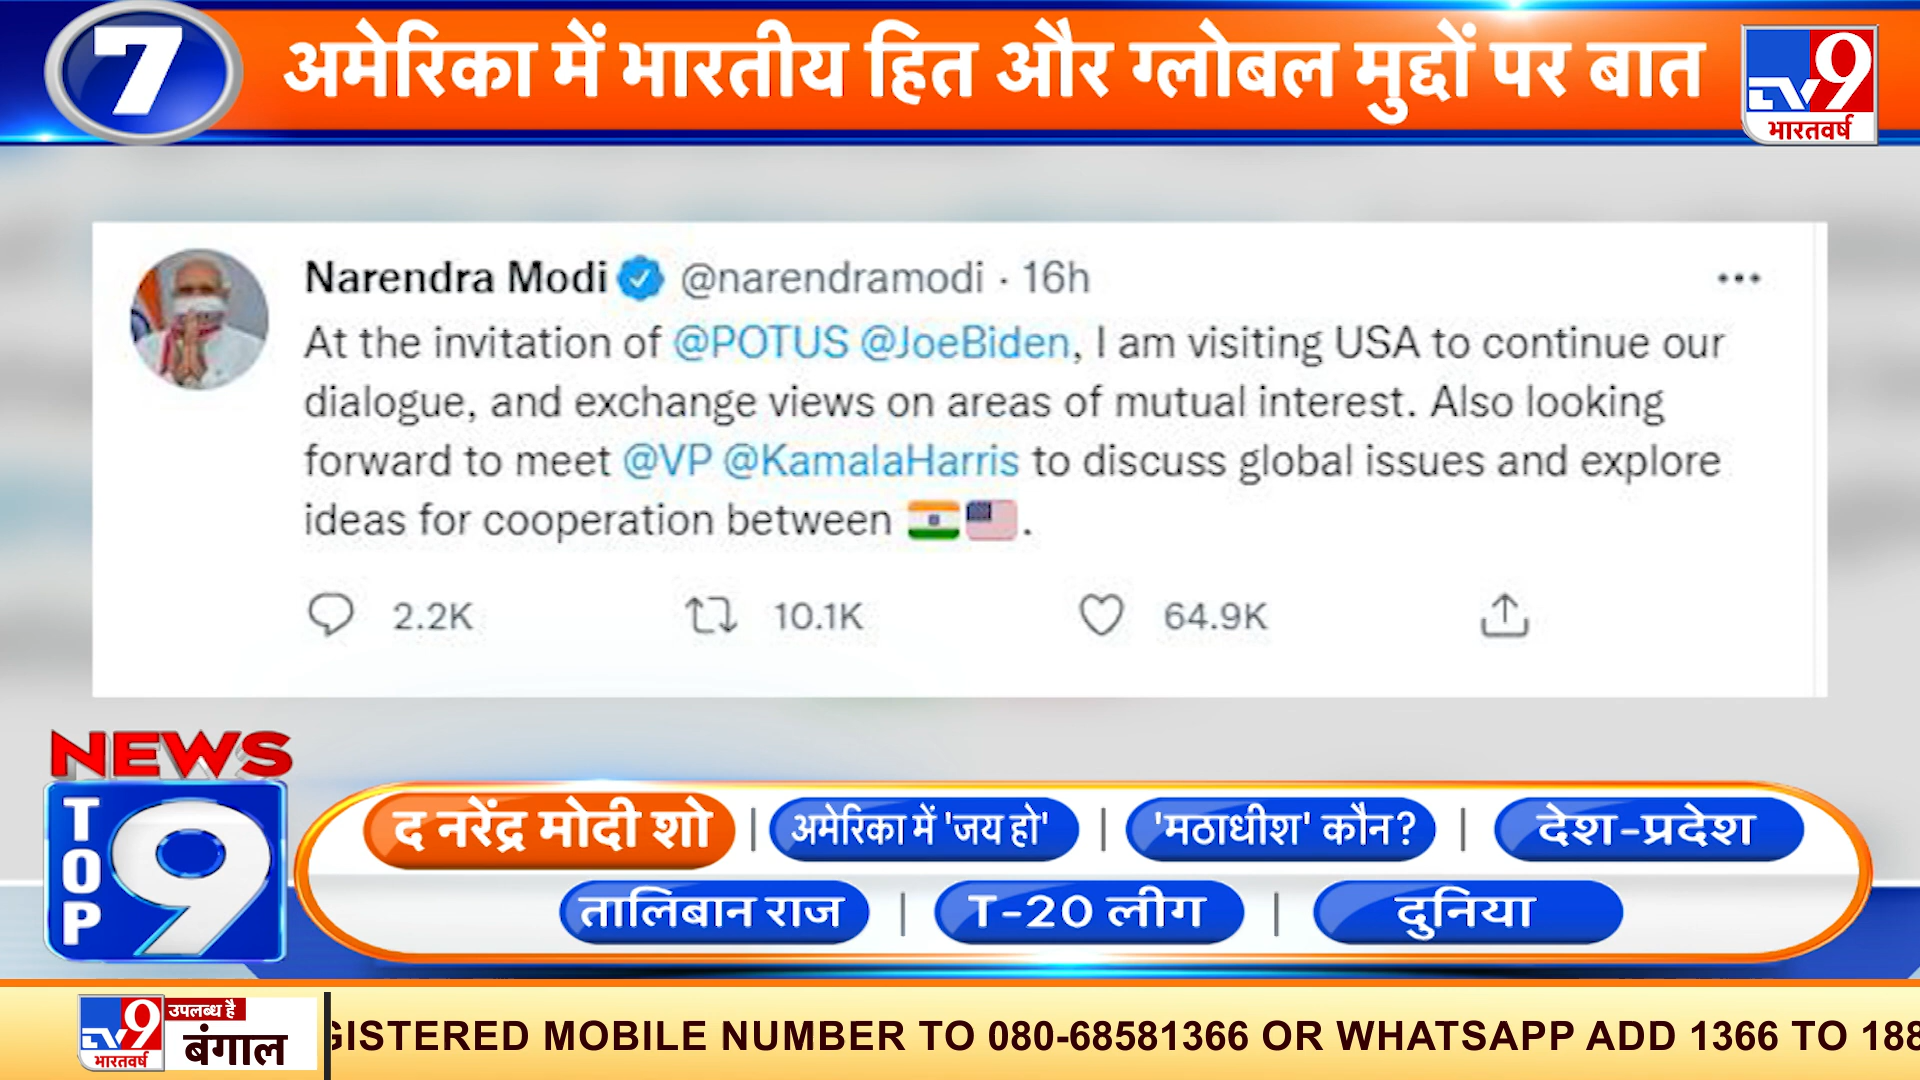 7
अमेरिका में भारतीय हित और ग्लोबल मुद्दों पर बात
TV9
भारतवर्ष
Narendra Modi @narendramodi · 16h
At the invitation of @POTUS @JoeBiden, I am visiting USA to continue our
dialogue, and exchange views on areas of mutual interest. Also looking
forward to meet @VP @KamalaHarris to discuss global issues and explore
ideas for cooperation between 🇮🇳🇺🇸.
2.2K 10.1K 64.9K
NEWS
TOP 9
द नरेंद्र मोदी शो | अमेरिका में 'जय हो' | 'मठाधीश' कौन? | देश-प्रदेश
तालिबान राज | T-20 लीग | दुनिया
TV9
भारतवर्ष
उपलब्ध है
बंगाल
GISTERED MOBILE NUMBER TO 080-68581366 OR WHATSAPP ADD 1366 TO 188